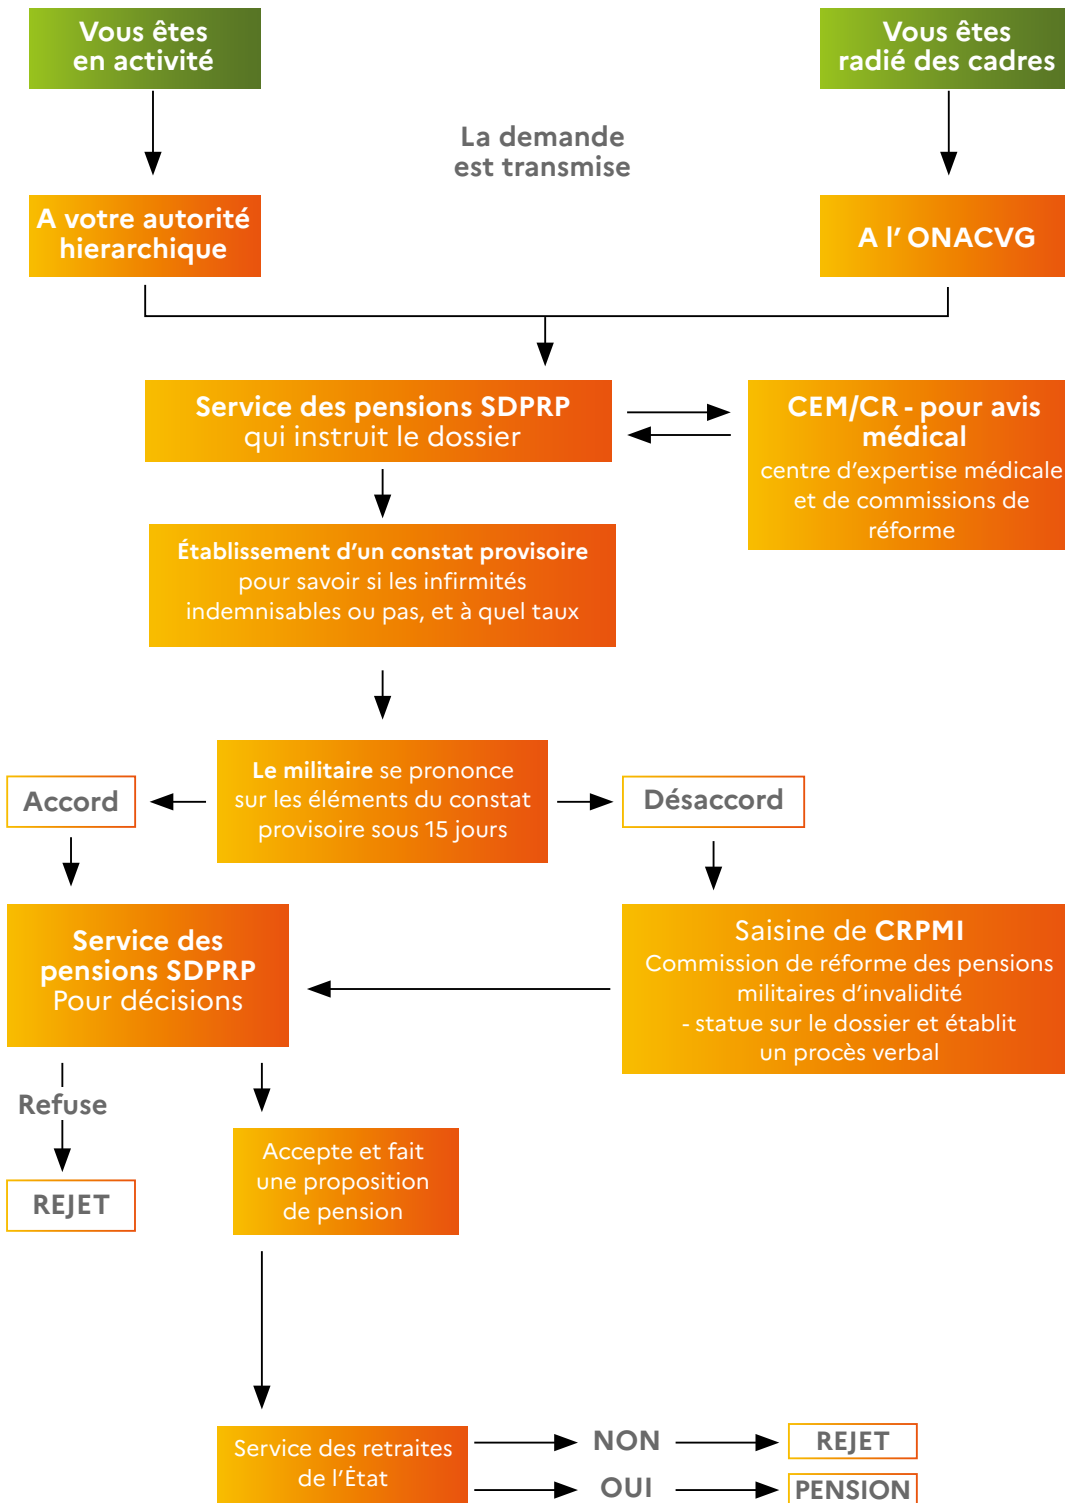 Vous êtes
en activité
Vous êtes
radié des cadres
La demande
est transmise
A votre autorité
hierarchique
A l' ONACVG
Service des pensions SDPRP
qui instruit le dossier
CEM/CR - pour avis
médical
centre d'expertise médicale
et de commissions de
réforme
Établissement d'un constat provisoire
pour savoir si les infirmités
indemnisables ou pas, et à quel taux
Le militaire se prononce
sur les éléments du constat
provisoire sous 15 jours
Accord
Désaccord
Service des
pensions SDPRP
Pour décisions
Saisine de CRPMI
Commission de réforme des pensions
militaires d'invalidité
- statue sur le dossier et établit
un procès verbal
Refuse
REJET
Accepte et fait
une proposition
de pension
Service des retraites
de l'État
NON
REJET
OUI
PENSION